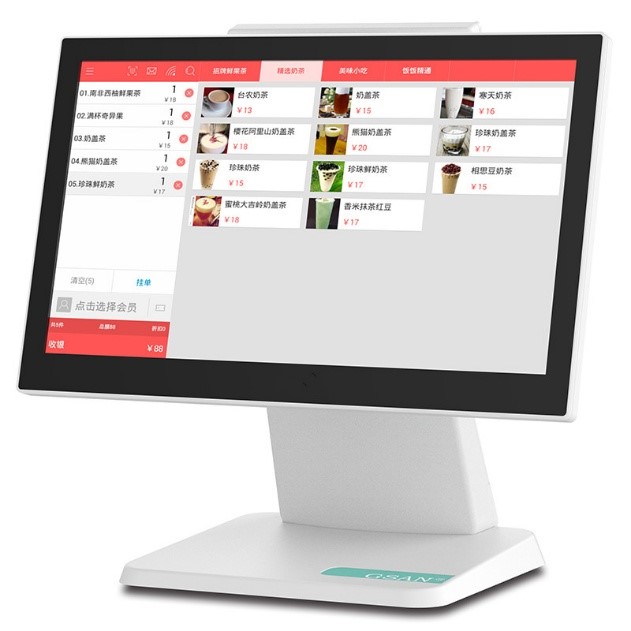 招牌鲜果茶
精选奶茶
美味小吃
饭饭精通
01.南非西柚鲜果茶 1
¥18
02.满杯奇异果 1
¥18
03.奶盖茶 1
¥15
04.熊猫奶盖茶 1
¥20
05.珍珠鲜奶茶 1
¥17
清空(5)
挂单
点击选择会员
共5件
总额88
折扣0
收银
¥88
台农奶茶
¥13
奶盖茶
¥15
寒天奶茶
¥16
樱花阿里山奶盖茶
¥18
熊猫奶盖茶
¥20
珍珠奶盖茶
¥17
珍珠奶茶
¥15
珍珠鲜奶茶
¥17
相思豆奶茶
¥15
蜜桃大吉岭奶盖茶
¥18
香米抹茶红豆
¥17
QSAN